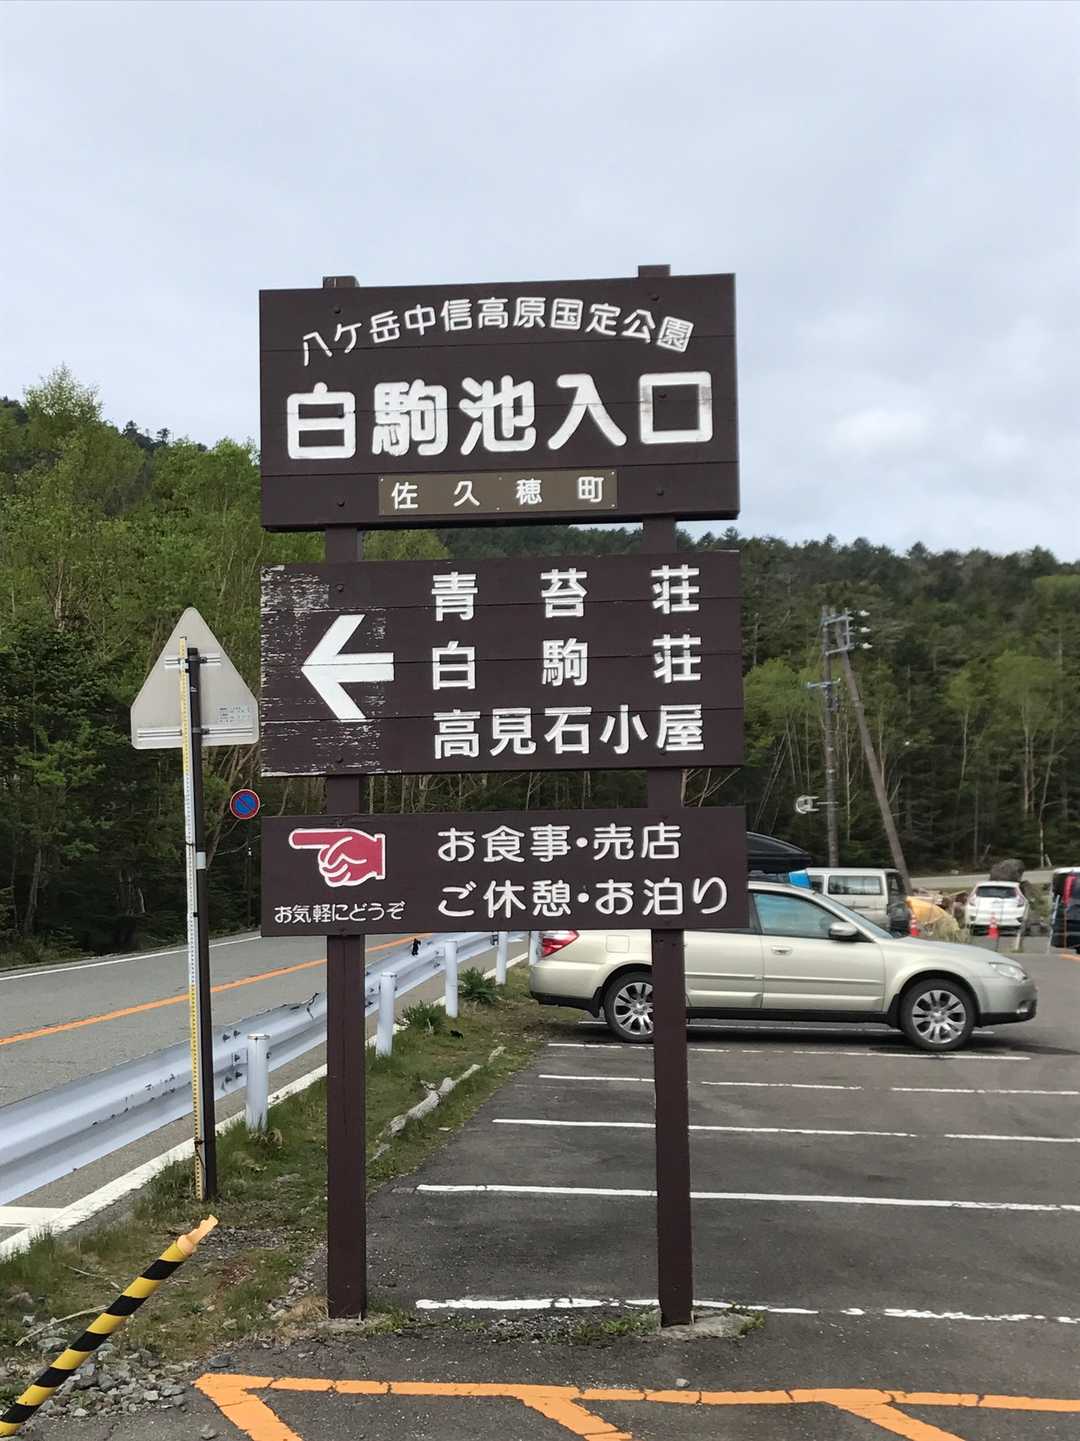 八ケ岳中信高原国定公園
白駒池入口
佐久穂町
青苔荘
白駒荘
高見石小屋
お食事・売店
ご休憩・お泊り
お気軽にどうぞ